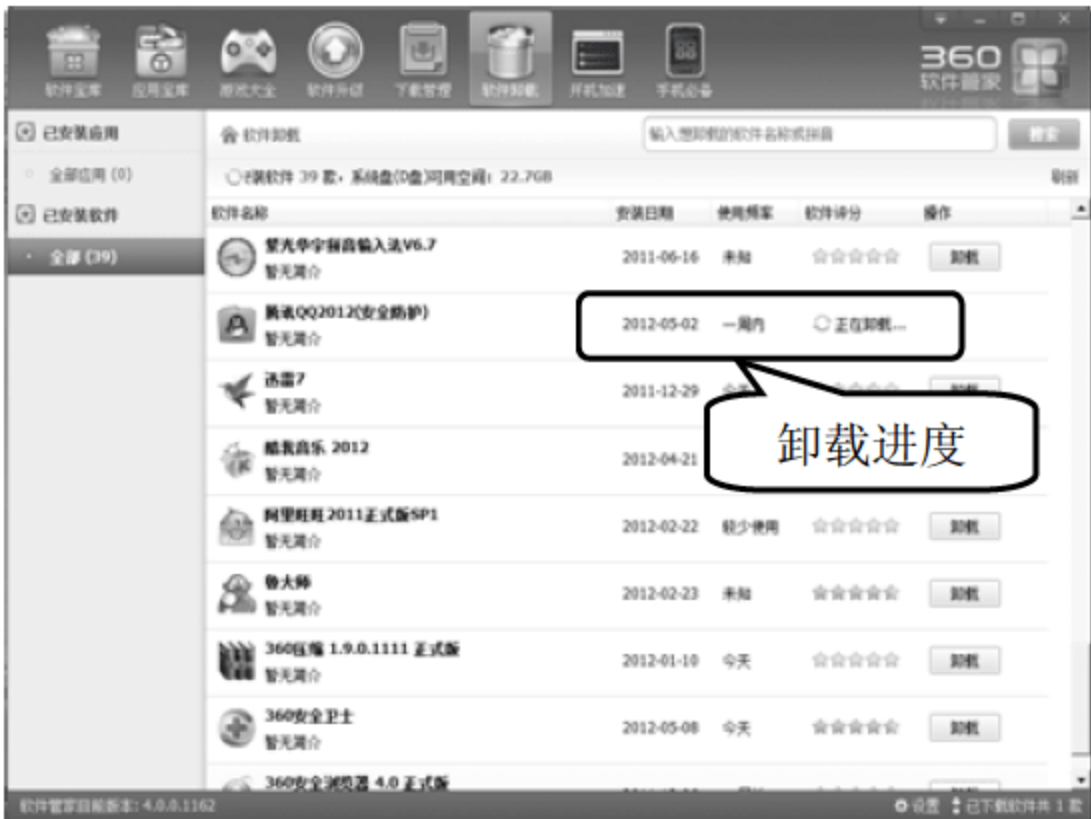 360
软件管家
软件宝库 应用宝库 游戏大全 软件升级 下载管理 软件卸载 开机加速 手机必备
已安装应用
全部应用 (0)
已安装软件
全部 (39)
软件卸载
输入想卸载的软件名称或拼音
搜索
装软件 39 款，系统盘(D盘)可用空间：22.7GB
刷新
软件名称 安装日期 使用频率 软件评分 操作
紫光华宇拼音输入法V6.7
暂无简介
2011-06-16 未知 卸载
腾讯QQ2012(安全防护)
暂无简介
2012-05-02 一周内 正在卸载...
迅雷7
暂无简介
2011-12-29 今天 卸载
卸载进度
酷我音乐 2012
暂无简介
2012-04-21
阿里旺旺2011正式版SP1
暂无简介
2012-02-22 较少使用 卸载
鲁大师
暂无简介
2012-02-23 未知 卸载
360压缩 1.9.0.1111 正式版
暂无简介
2012-01-10 今天 卸载
360安全卫士
暂无简介
2012-05-08 今天 卸载
360安全浏览器 4.0 正式版
软件管家目前版本: 4.0.0.1162
设置 已下载软件共 1 款